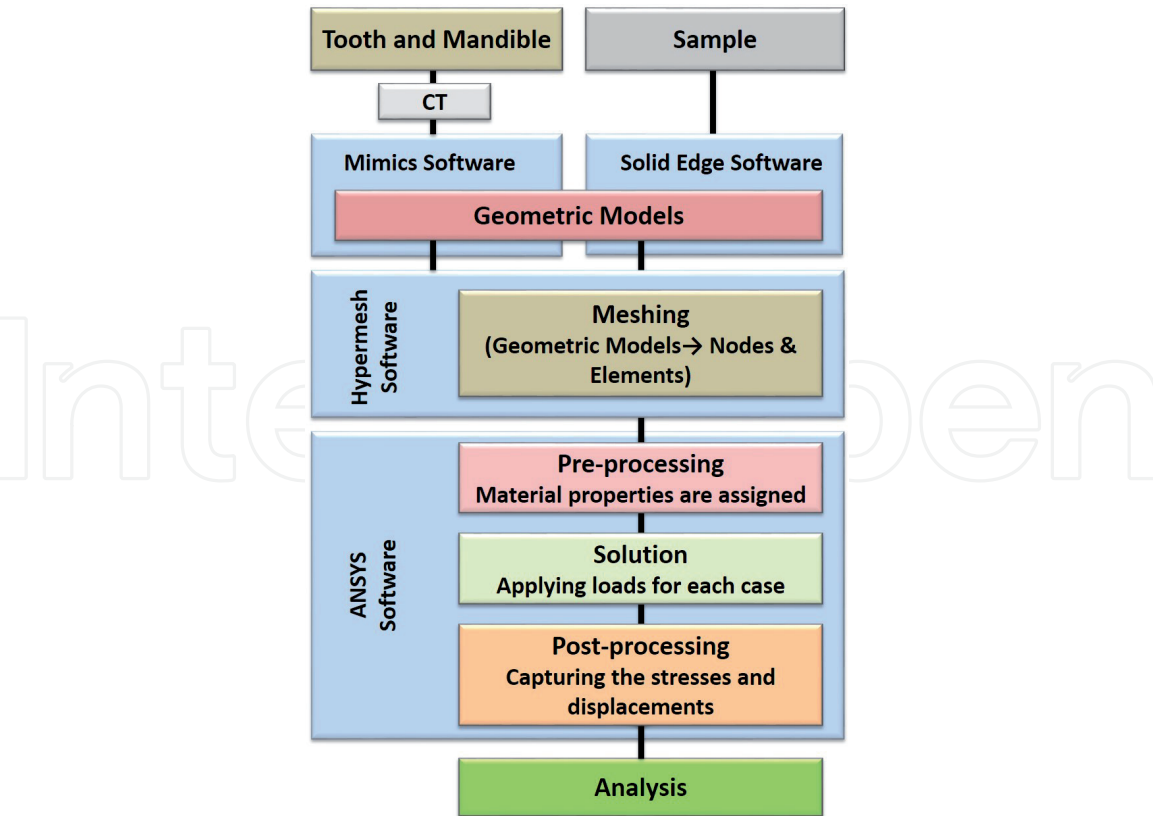 Tooth and Mandible
Sample
CT
Mimics Software
Solid Edge Software
Geometric Models
Hypermesh
Software
Meshing
(Geometric Models→ Nodes &
Elements)
ANSYS
Software
Pre-processing
Material properties are assigned
Solution
Applying loads for each case
Post-processing
Capturing the stresses and
displacements
Analysis